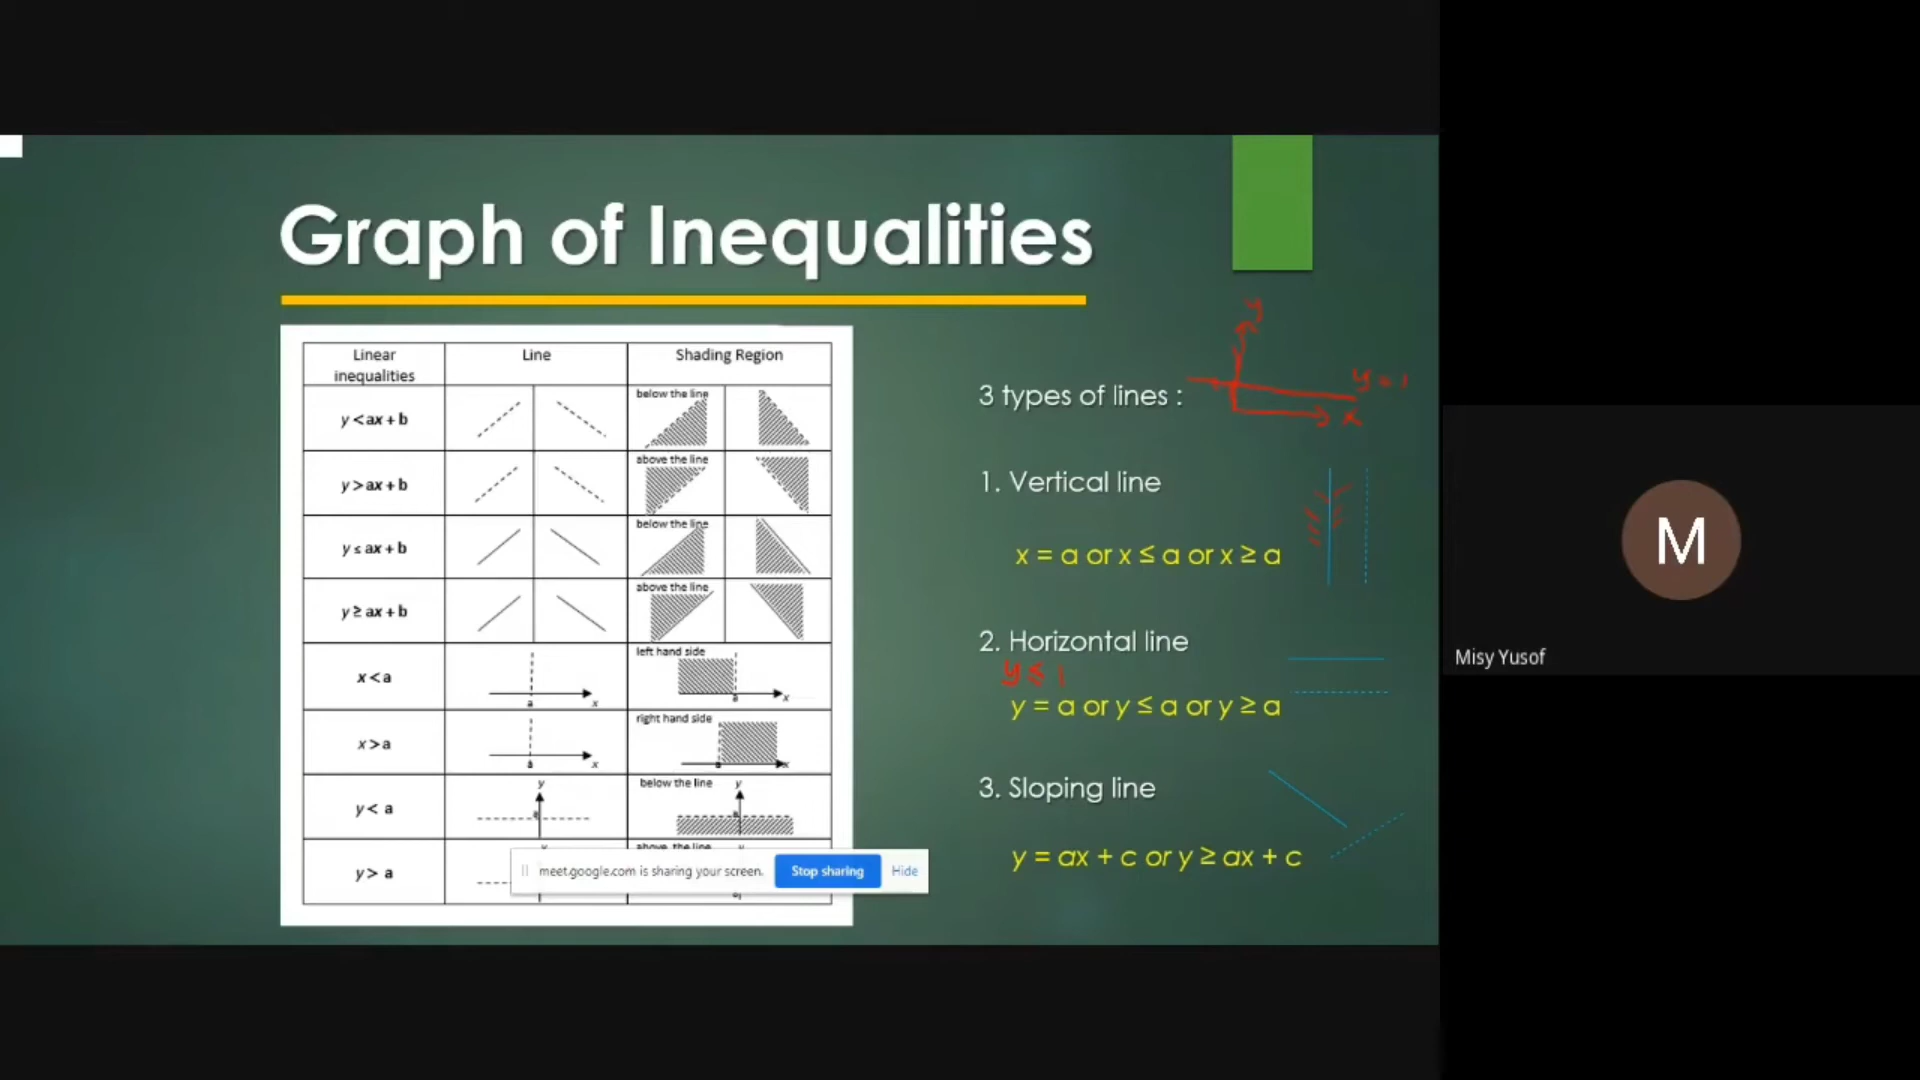 Graph of Inequalities
Linear inequalities
Line
Shading Region
y < ax + b
below the line
y > ax + b
above the line
y ≤ ax + b
below the line
y ≥ ax + b
above the line
x < a
a
x
left hand side
a
x
x > a
a
x
right hand side
a
x
y < a
y
a
below the line
y
a
y > a
y
above the line
y
a
meet.google.com is sharing your screen.
Stop sharing
Hide
y
y = 1
x
3 types of lines :
1. Vertical line
x = a or x ≤ a or x ≥ a
2. Horizontal line
y ≤ 1
y = a or y ≤ a or y ≥ a
3. Sloping line
y = ax + c or y ≥ ax + c
M
Misy Yusof